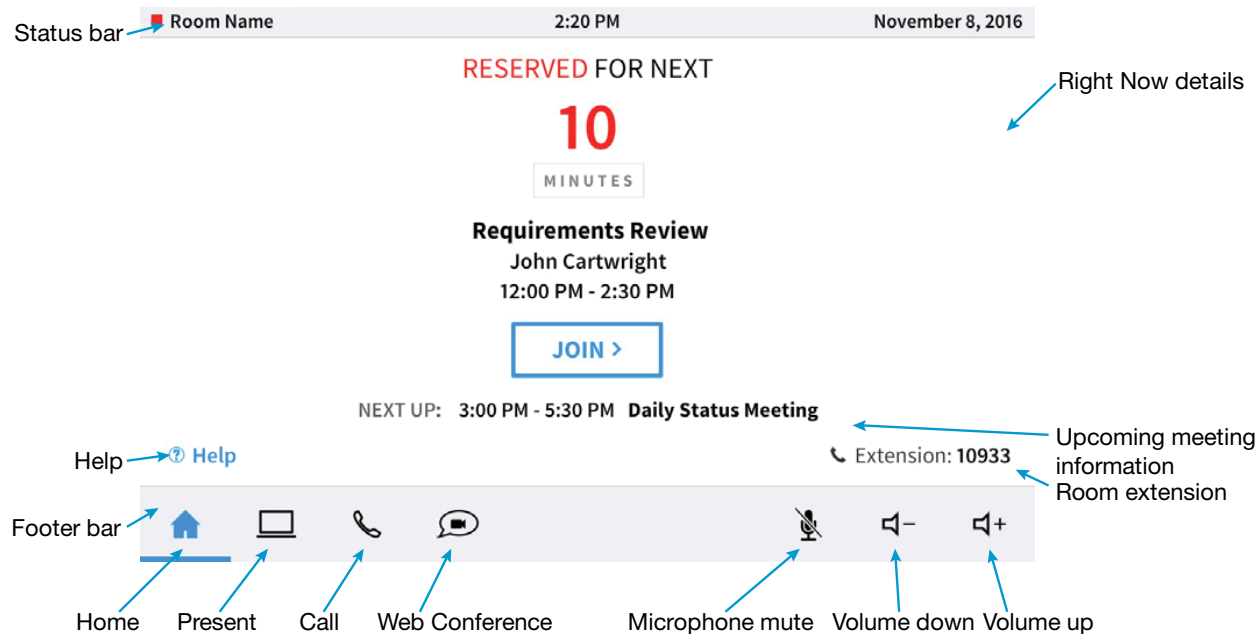 Room Name 2:20 PM November 8, 2016
Status bar
RESERVED FOR NEXT
Right Now details
10
MINUTES
Requirements Review
John Cartwright
12:00 PM - 2:30 PM
JOIN >
NEXT UP: 3:00 PM - 5:30 PM Daily Status Meeting
Upcoming meeting
information
Help
? Help
Extension: 10933
Room extension
Footer bar
Home Present Call Web Conference Microphone mute Volume down Volume up